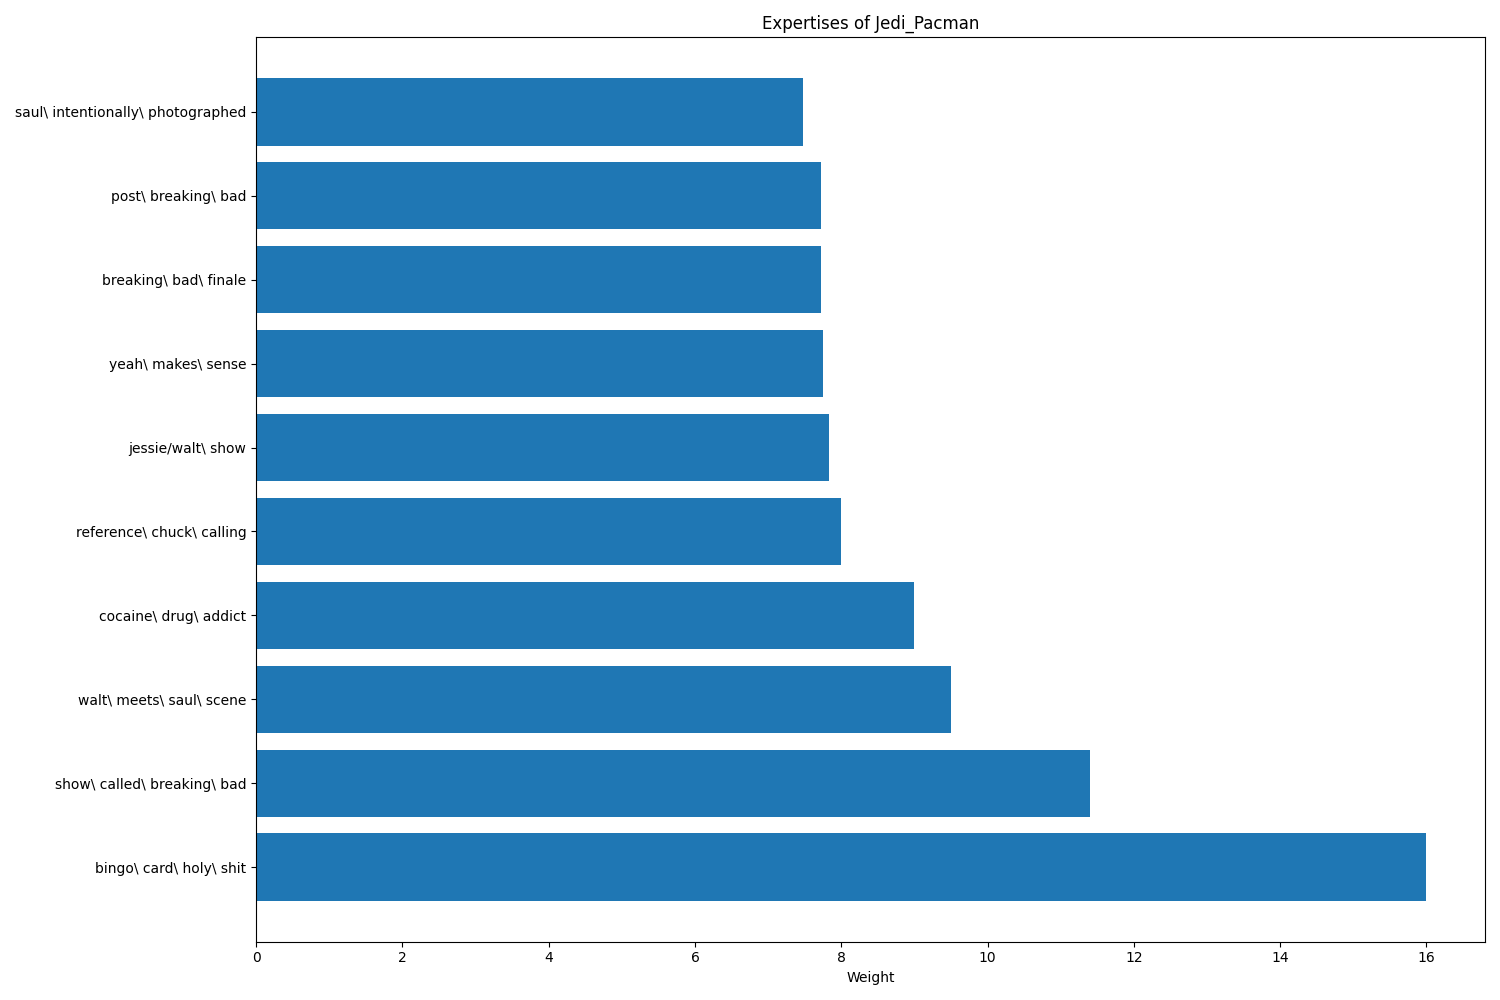 Expertises of Jedi_Pacman
saul\ intentionally\ photographed
post\ breaking\ bad
breaking\ bad\ finale
yeah\ makes\ sense
jessie/walt\ show
reference\ chuck\ calling
cocaine\ drug\ addict
walt\ meets\ saul\ scene
show\ called\ breaking\ bad
bingo\ card\ holy\ shit
0 2 4 6 8 10 12 14 16
Weight